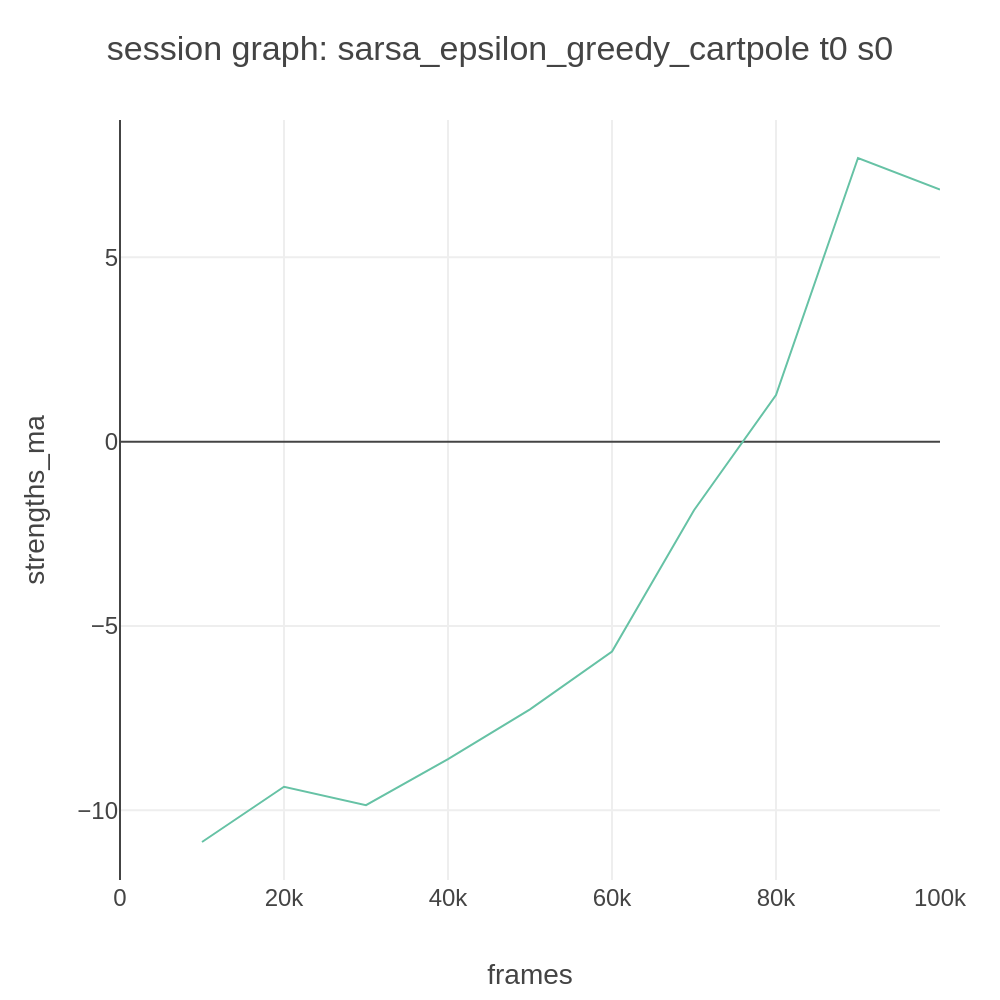 session graph: sarsa_epsilon_greedy_cartpole t0 s0
strengths_ma
5
0
−5
−10
0 20k 40k 60k 80k 100k
frames